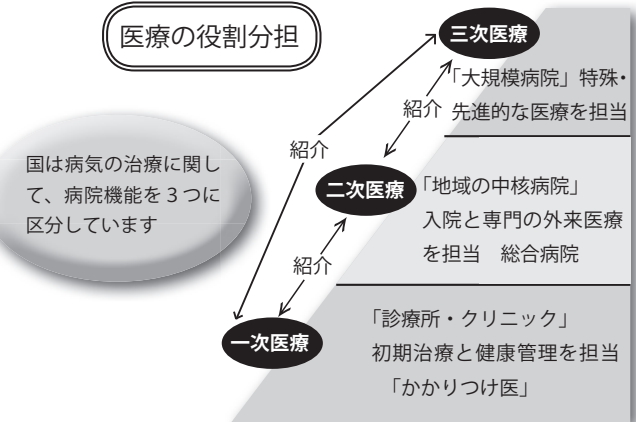 医療の役割分担
国は病気の治療に関し
て、病院機能を3つに
区分しています
三次医療
「大規模病院」特殊・
先進的な医療を担当
紹介
紹介
二次医療
「地域の中核病院」
入院と専門の外来医療
を担当　総合病院
紹介
一次医療
「診療所・クリニック」
初期治療と健康管理を担当
「かかりつけ医」